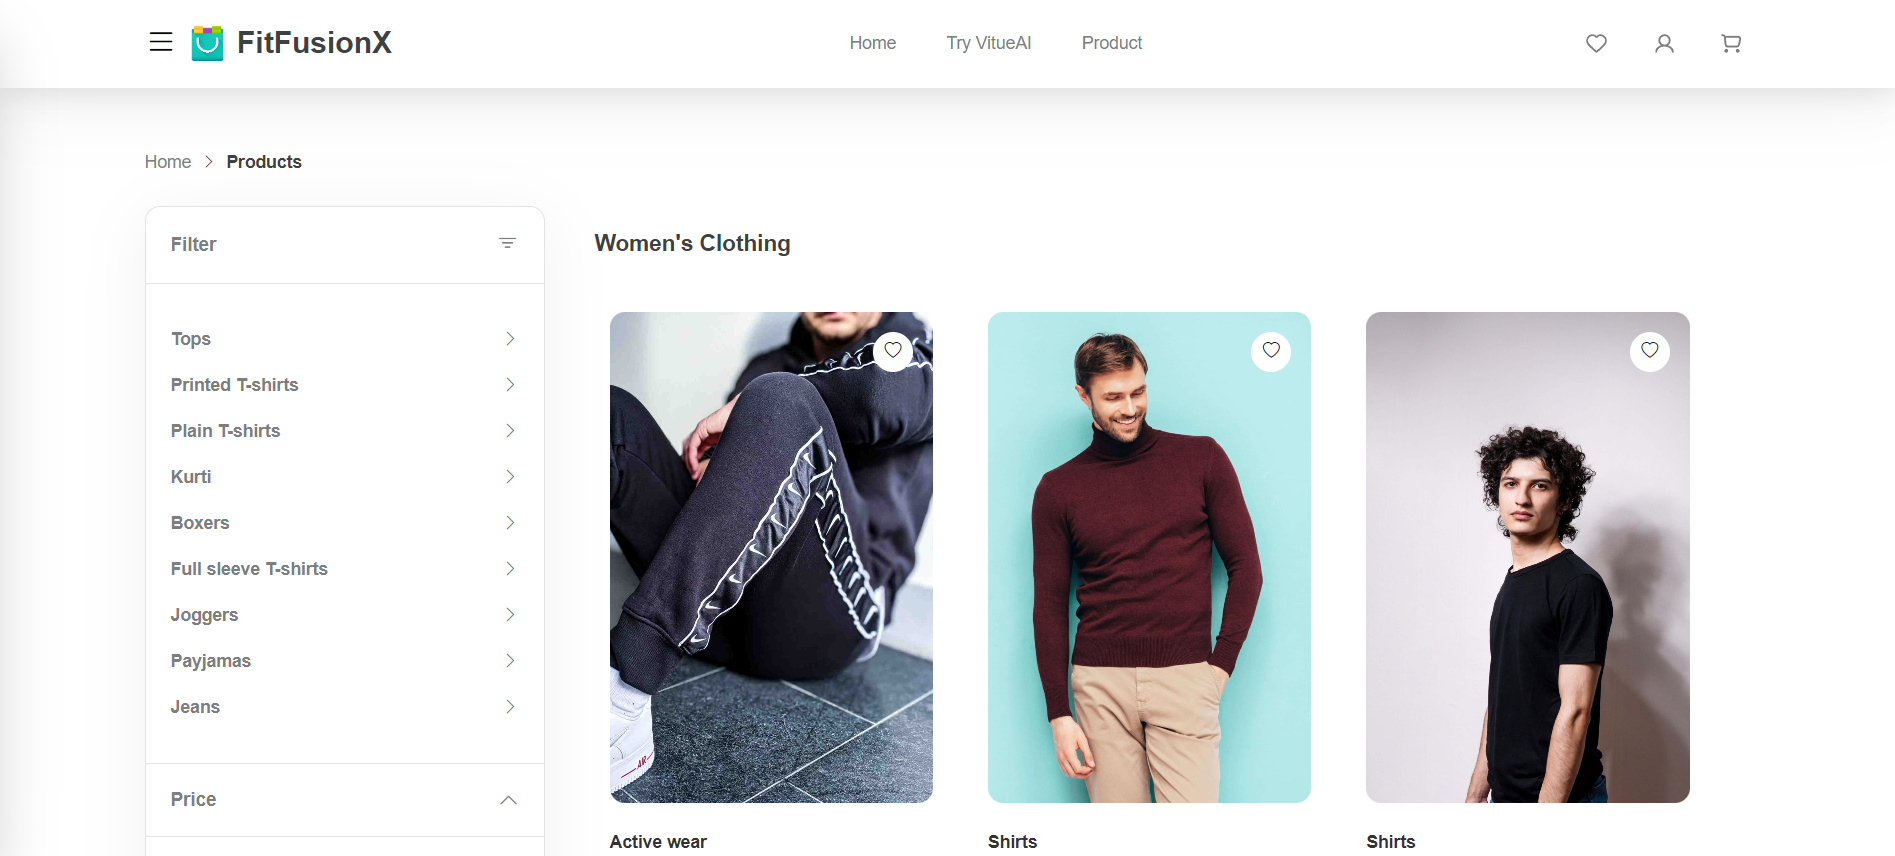 FitFusionX
Home
Try VitueAI
Product
Home
Products
Filter
Tops
Printed T-shirts
Plain T-shirts
Kurti
Boxers
Full sleeve T-shirts
Joggers
Payjamas
Jeans
Price
Women's Clothing
AIR
Active wear
Shirts
Shirts